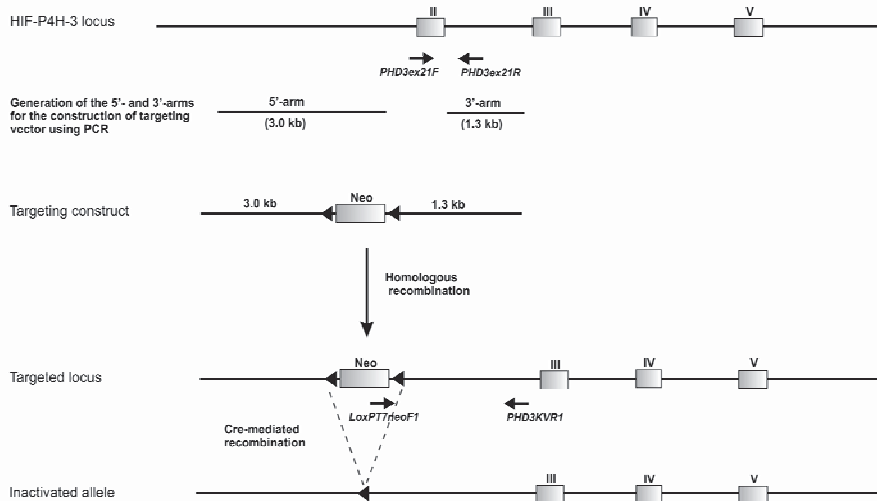 HIF-P4H-3 locus
II III IV V
PHD3ex21F PHD3ex21R
Generation of the 5'- and 3'-arms
for the construction of targeting
vector using PCR
5'-arm
(3.0 kb)
3'-arm
(1.3 kb)
Targeting construct
3.0 kb Neo 1.3 kb
Homologous
recombination
Targeted locus
Neo III IV V
LoxPT7neoF1 PHD3KVR1
Cre-mediated
recombination
Inactivated allele
III IV V